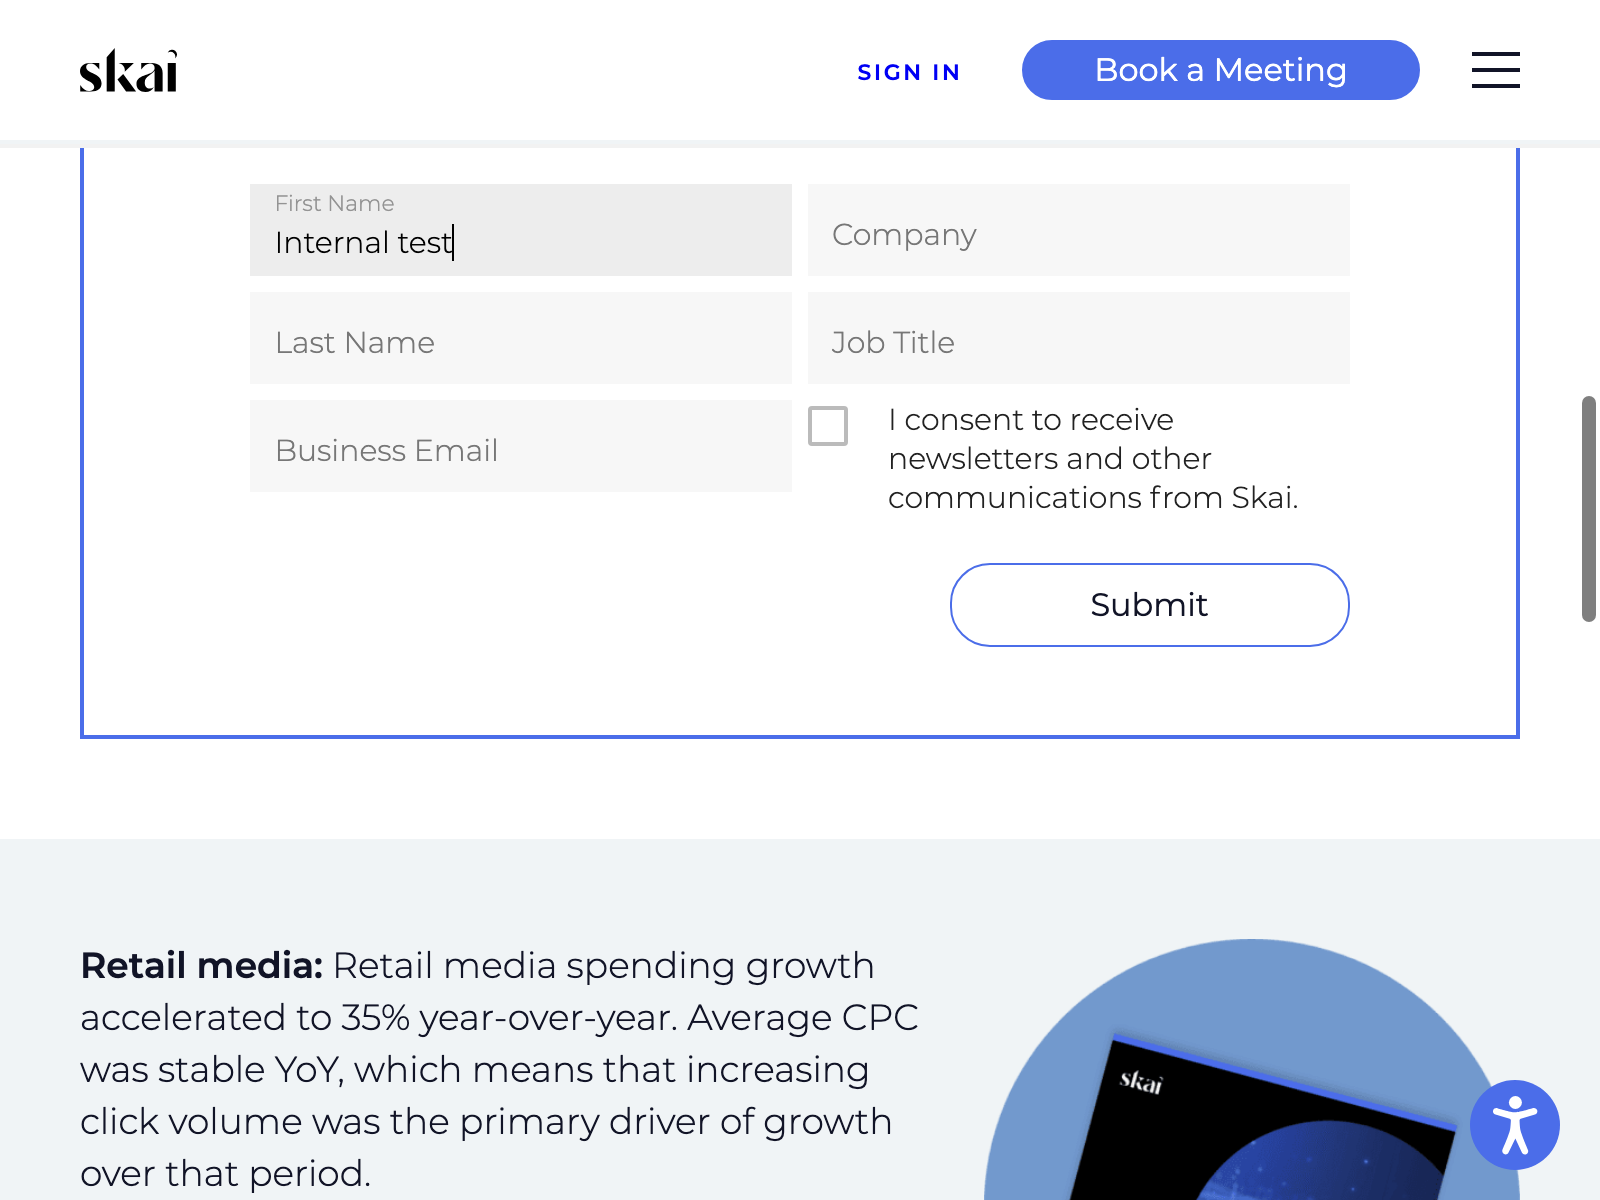 skai
SIGN IN
Book a Meeting
First Name
Internal test
Company
Last Name
Job Title
Business Email
I consent to receive
newsletters and other
communications from Skai.
Submit
Retail media: Retail media spending growth
accelerated to 35% year-over-year. Average CPC
was stable YoY, which means that increasing
click volume was the primary driver of growth
over that period.
skai